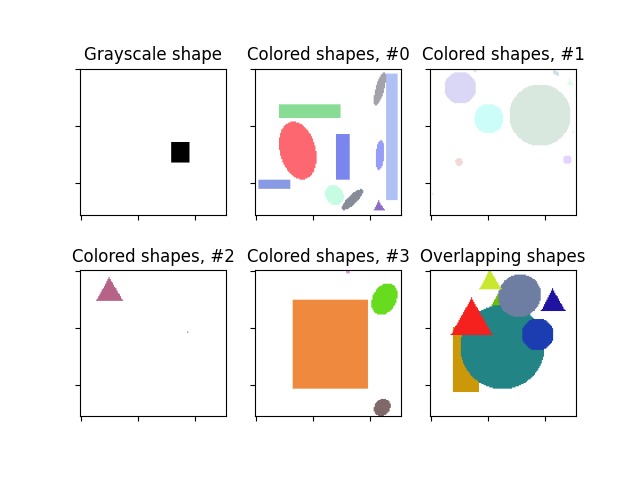 Grayscale shape
Colored shapes, #0
Colored shapes, #1
Colored shapes, #2
Colored shapes, #3
Overlapping shapes